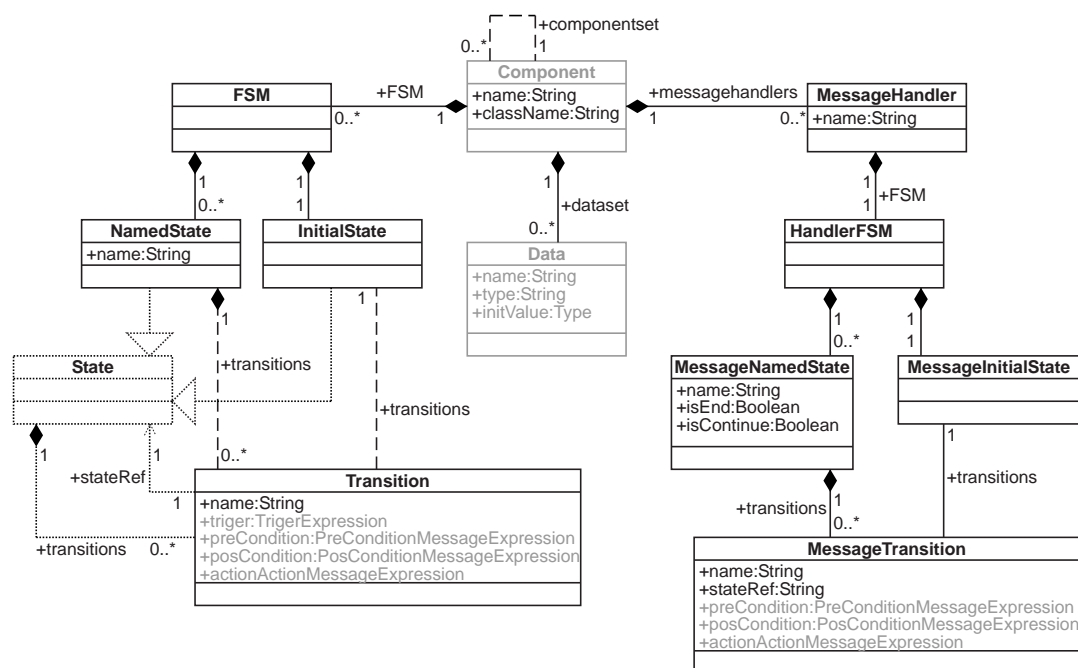 +componentset
0..*
1
Component
+name:String
+className:String
FSM
+FSM
0..*
1
+messagehandlers
1
0..*
MessageHandler
+name:String
1
0..*
1
1
1
+dataset
0..*
1
+FSM
1
NamedState
+name:String
InitialState
Data
+name:String
+type:String
+initValue:Type
HandlerFSM
1
1
1
0..*
1
1
State
+transitions
+transitions
MessageNamedState
+name:String
+isEnd:Boolean
+isContinue:Boolean
MessageInitialState
1
1
1
0..*
+stateRef
1
+transitions
0..*
Transition
+name:String
+triger:TrigerExpression
+preCondition:PreConditionMessageExpression
+posCondition:PosConditionMessageExpression
+actionActionMessageExpression
+transitions
1
0..*
+transitions
MessageTransition
+name:String
+stateRef:String
+preCondition:PreConditionMessageExpression
+posCondition:PosConditionMessageExpression
+actionActionMessageExpression